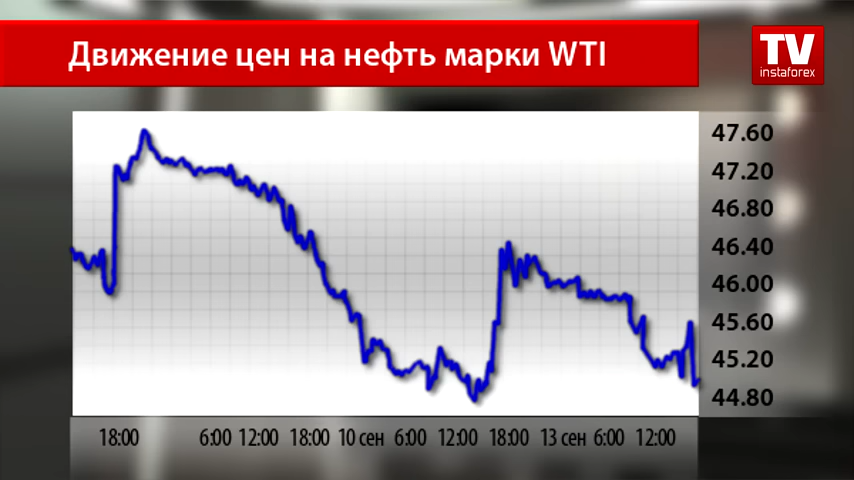 Движение цен на нефть марки WTI
TV
instaforex
47.60
47.20
46.80
46.40
46.00
45.60
45.20
44.80
18:00 6:00 12:00 18:00 10 сен 6:00 12:00 18:00 13 сен 6:00 12:00